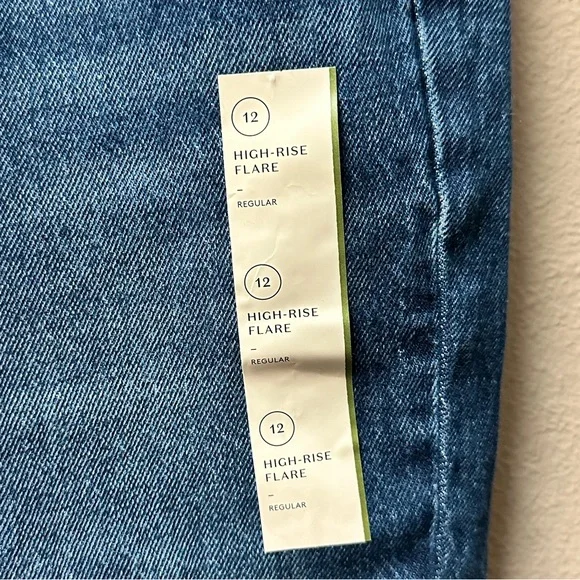 12
HIGH-RISE
FLARE
–
REGULAR
12
HIGH-RISE
FLARE
–
REGULAR
12
HIGH-RISE
FLARE
–
REGULAR